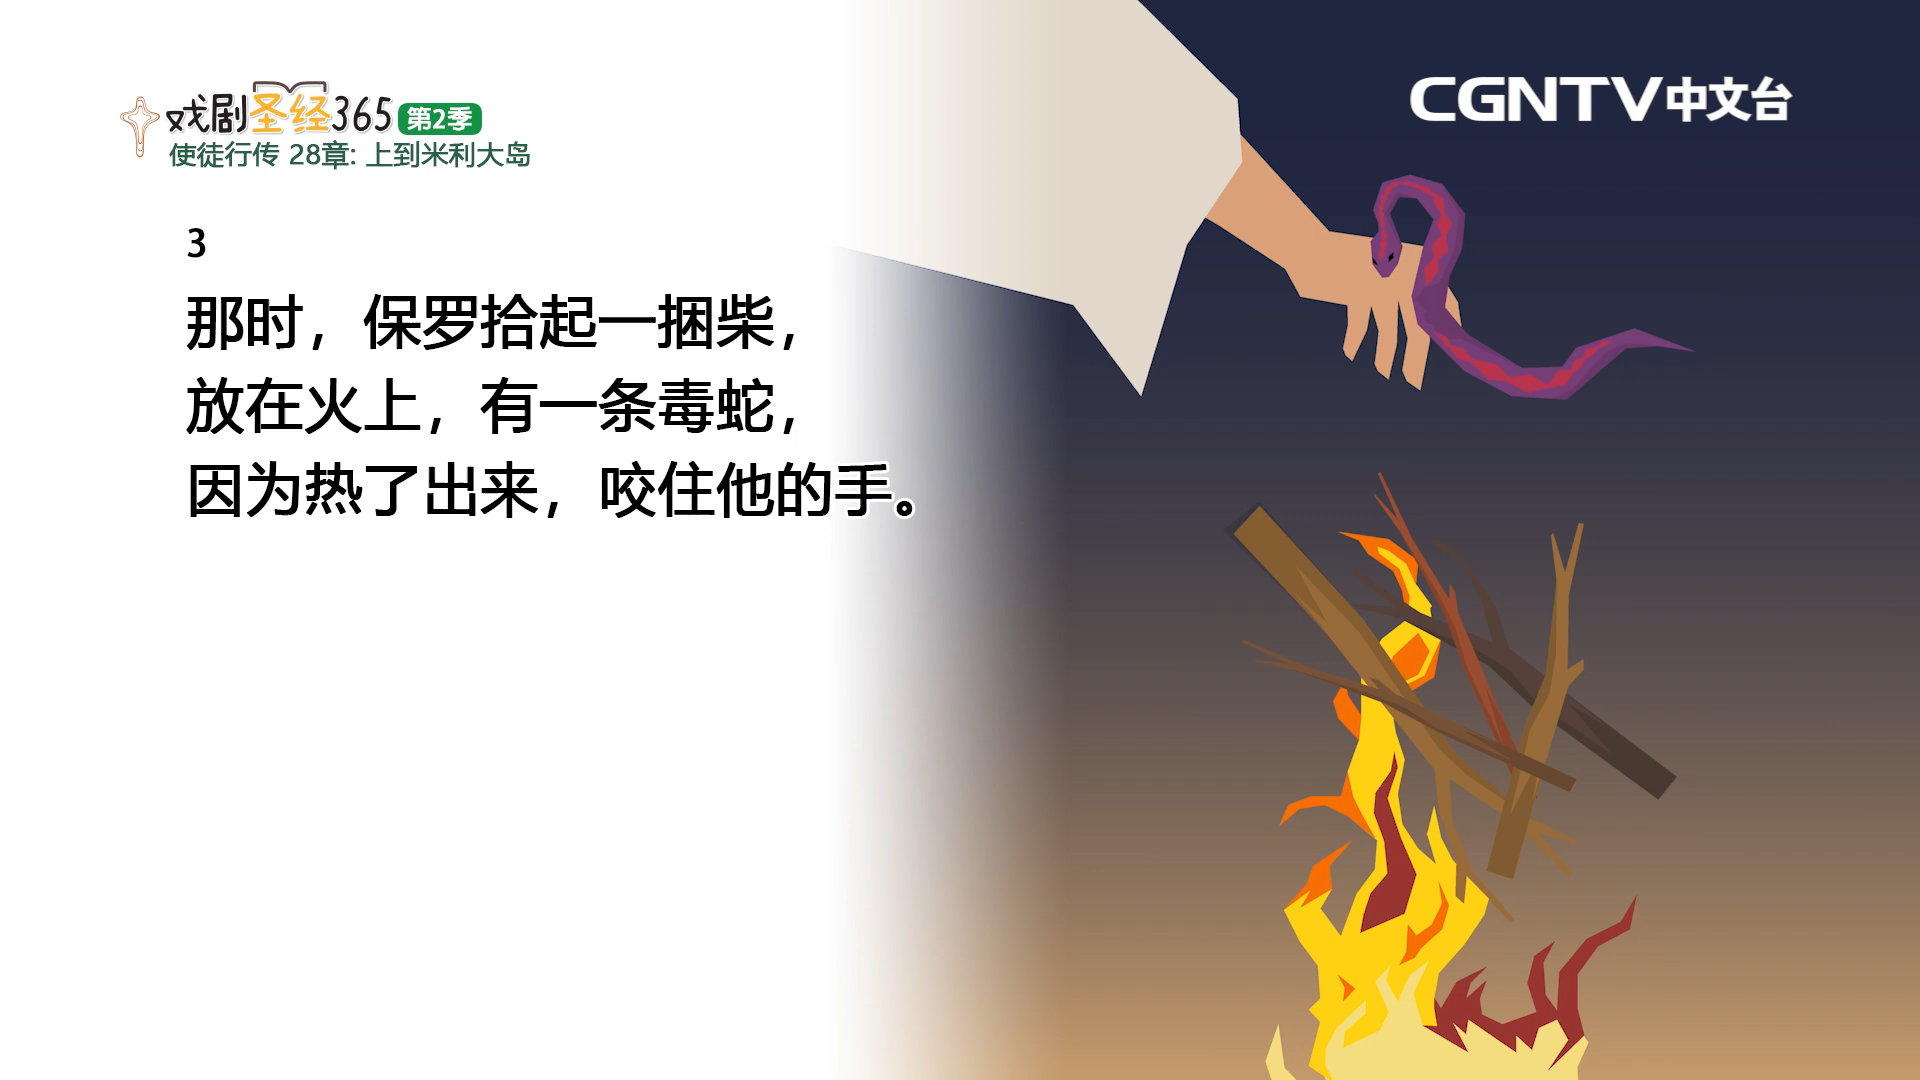 戏剧圣经365 第2季
使徒行传 28章: 上到米利大岛
CGNTV中文台
3
那时，保罗拾起一捆柴，
放在火上，有一条毒蛇，
因为热了出来，咬住他的手。